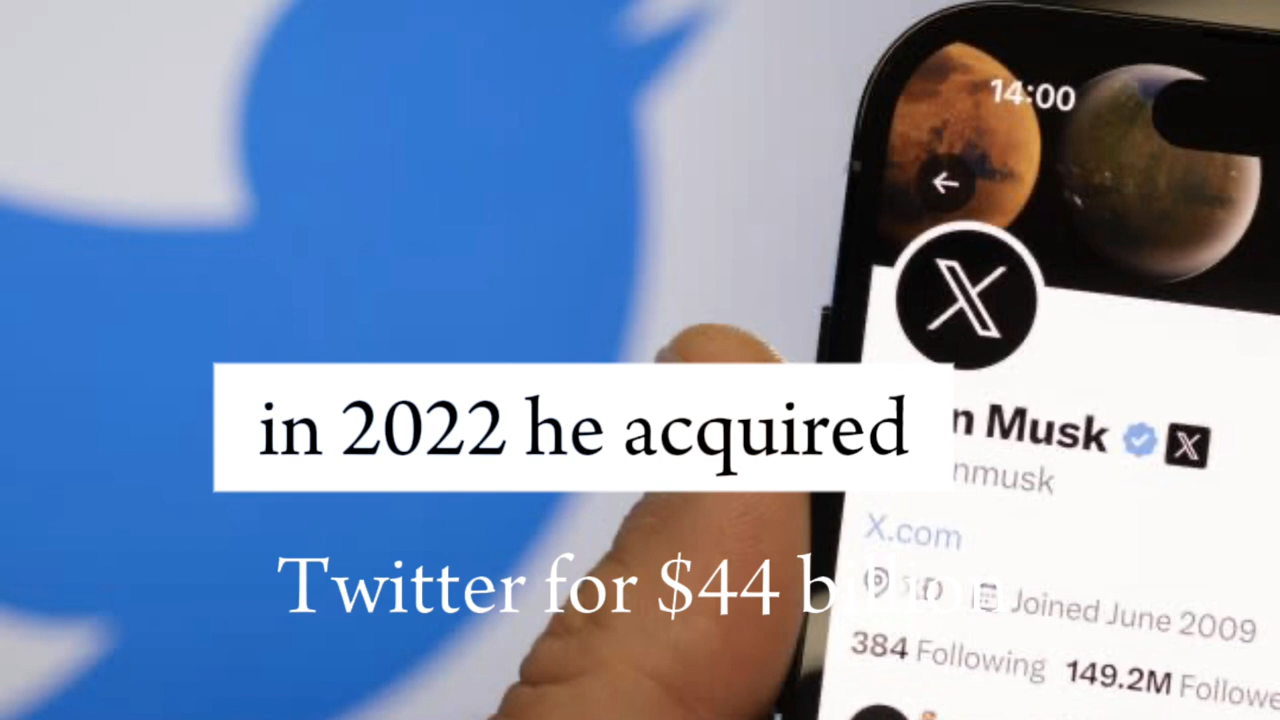 14:00
in 2022 he acquired
n Musk
nmusk
X.com
Twitter for $44 billion
Joined June 2009
384 Following 149.2M Followe